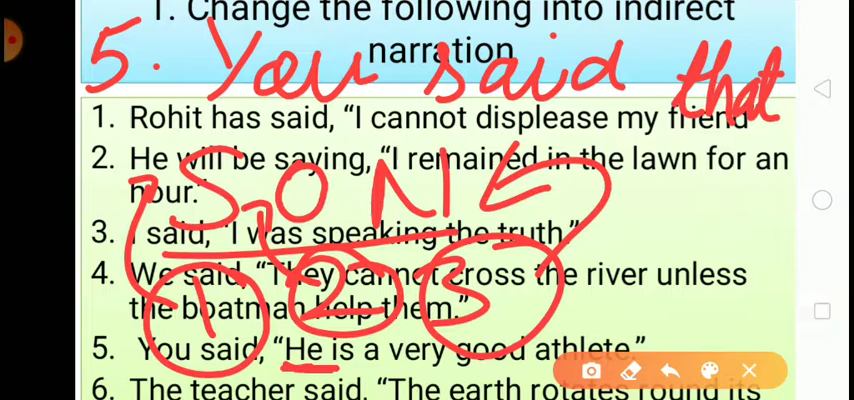 1. Change the following into indirect
narration
5. You said that
1. Rohit has said, “I cannot displease my friend”
2. He will be saying, “I remained in the lawn for an
hour.”
S O N
3. I said, “I was speaking the truth.”
4. We said, “They cannot cross the river unless
the boatman help them.”
1 2 3
5. You said, “He is a very good athlete.”
6. The teacher said, “The earth rotates round its